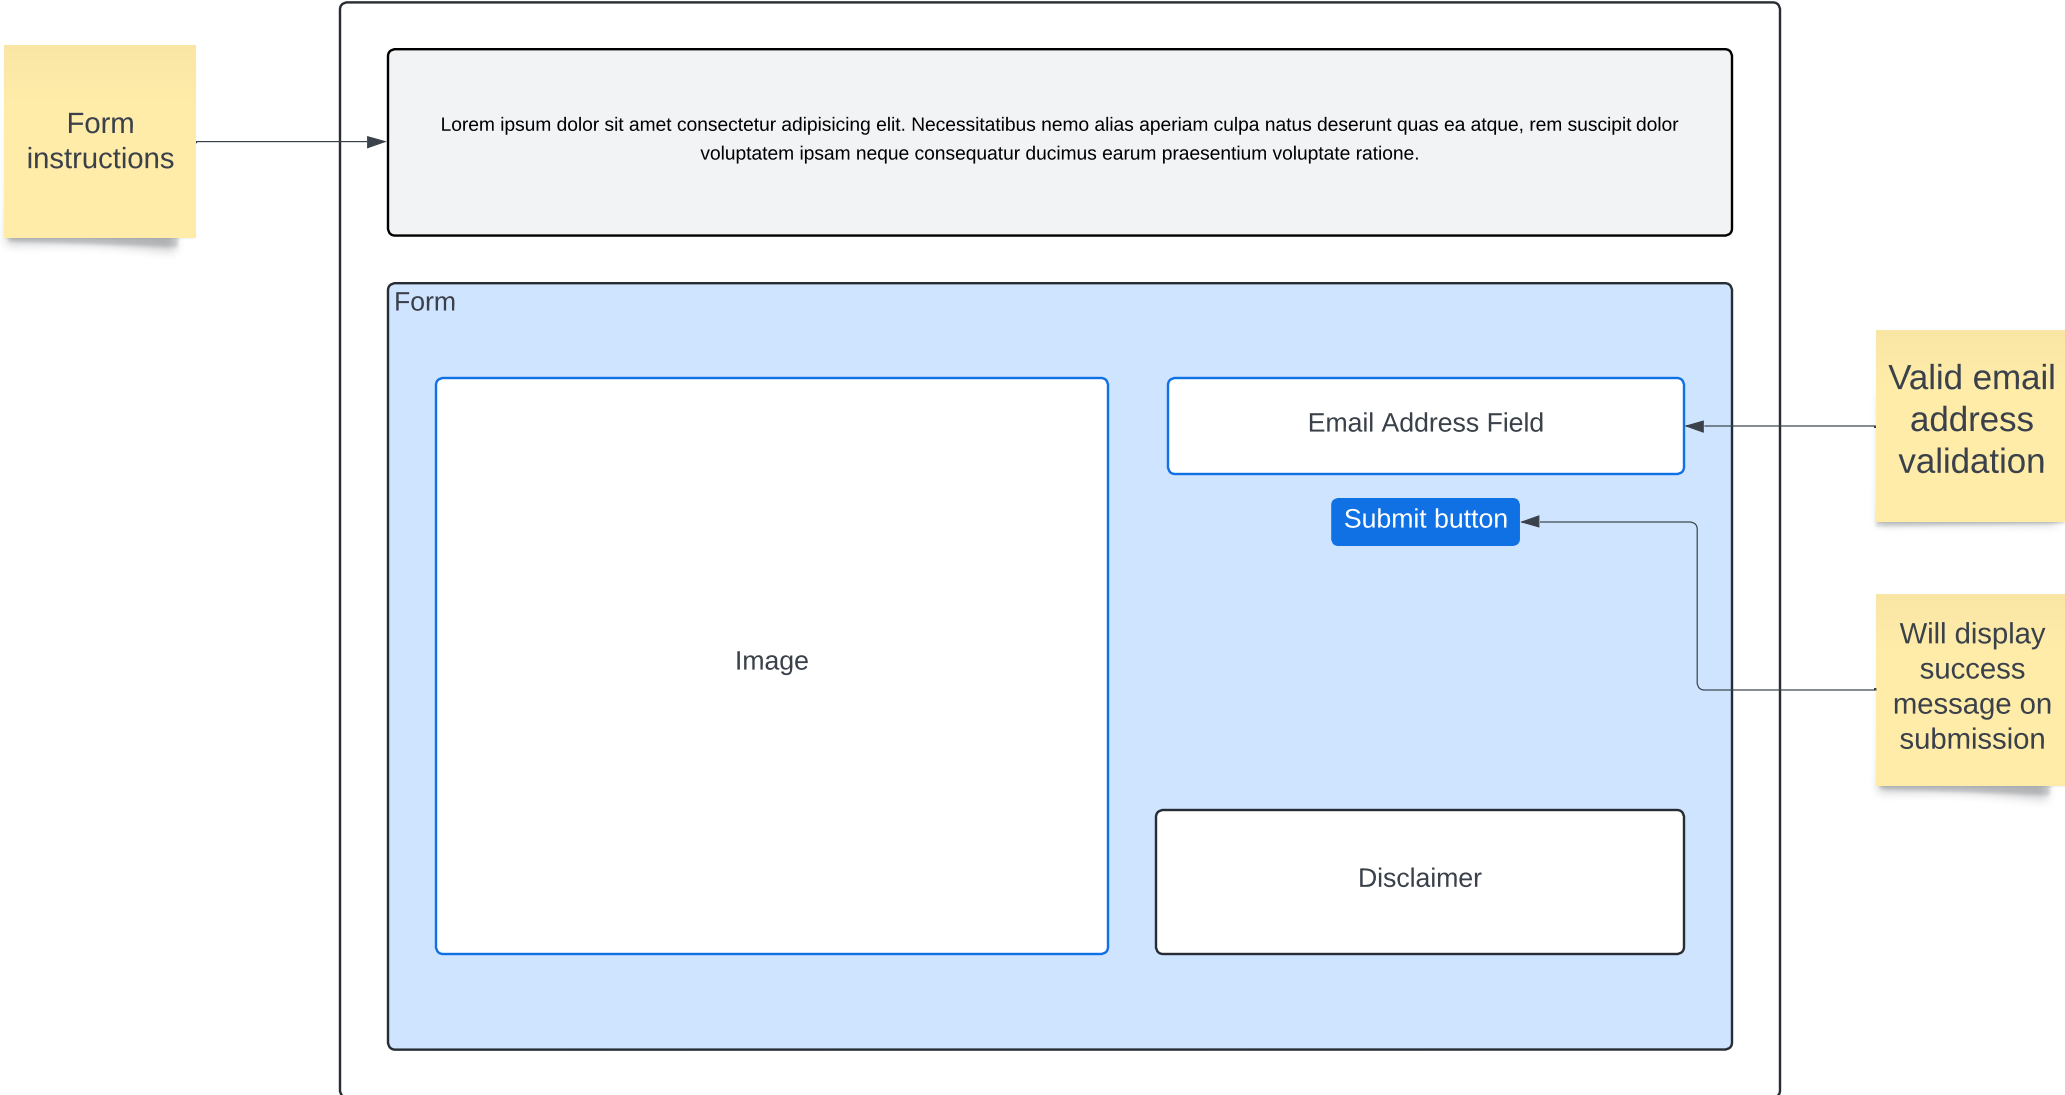 Form
instructions
Lorem ipsum dolor sit amet consectetur adipisicing elit. Necessitatibus nemo alias aperiam culpa natus deserunt quas ea atque, rem suscipit dolor
voluptatem ipsam neque consequatur ducimus earum praesentium voluptate ratione.
Form
Image
Email Address Field
Submit button
Disclaimer
Valid email
address
validation
Will display
success
message on
submission